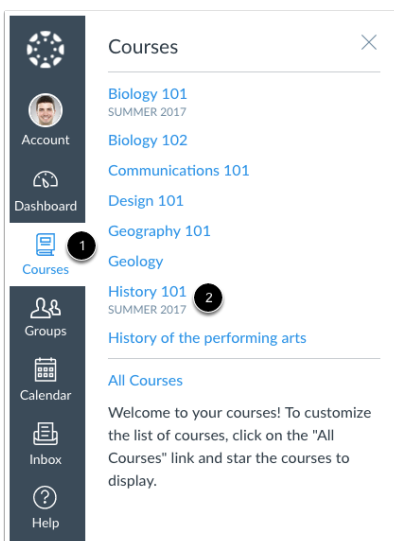 Account
Dashboard
1
Courses
Groups
Calendar
Inbox
Help
Courses
Biology 101
SUMMER 2017
Biology 102
Communications 101
Design 101
Geography 101
Geology
History 101
SUMMER 2017
2
History of the performing arts
All Courses
Welcome to your courses! To customize
the list of courses, click on the "All
Courses" link and star the courses to
display.